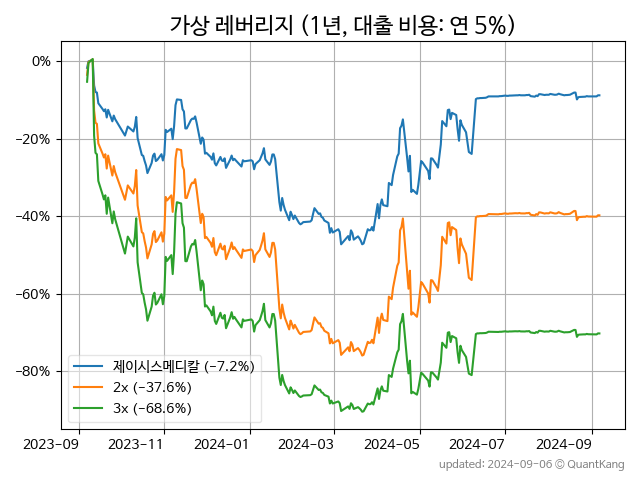 가상 레버리지 (1년, 대출 비용: 연 5%)
0%
−20%
−40%
−60%
−80%
제이시스메디칼 (−7.2%)
2x (−37.6%)
3x (−68.6%)
2023-09 2023-11 2024-01 2024-03 2024-05 2024-07 2024-09
updated: 2024-09-06 © QuantKang